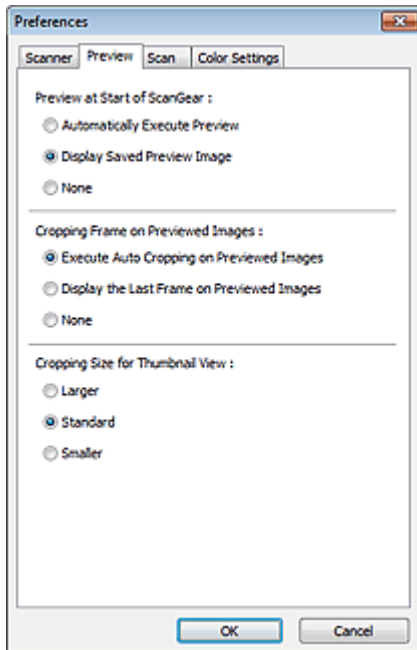 Preferences
Scanner Preview Scan Color Settings
Preview at Start of ScanGear :
Automatically Execute Preview
Display Saved Preview Image
None
Cropping Frame on Previewed Images :
Execute Auto Cropping on Previewed Images
Display the Last Frame on Previewed Images
None
Cropping Size for Thumbnail View :
Larger
Standard
Smaller
OK Cancel